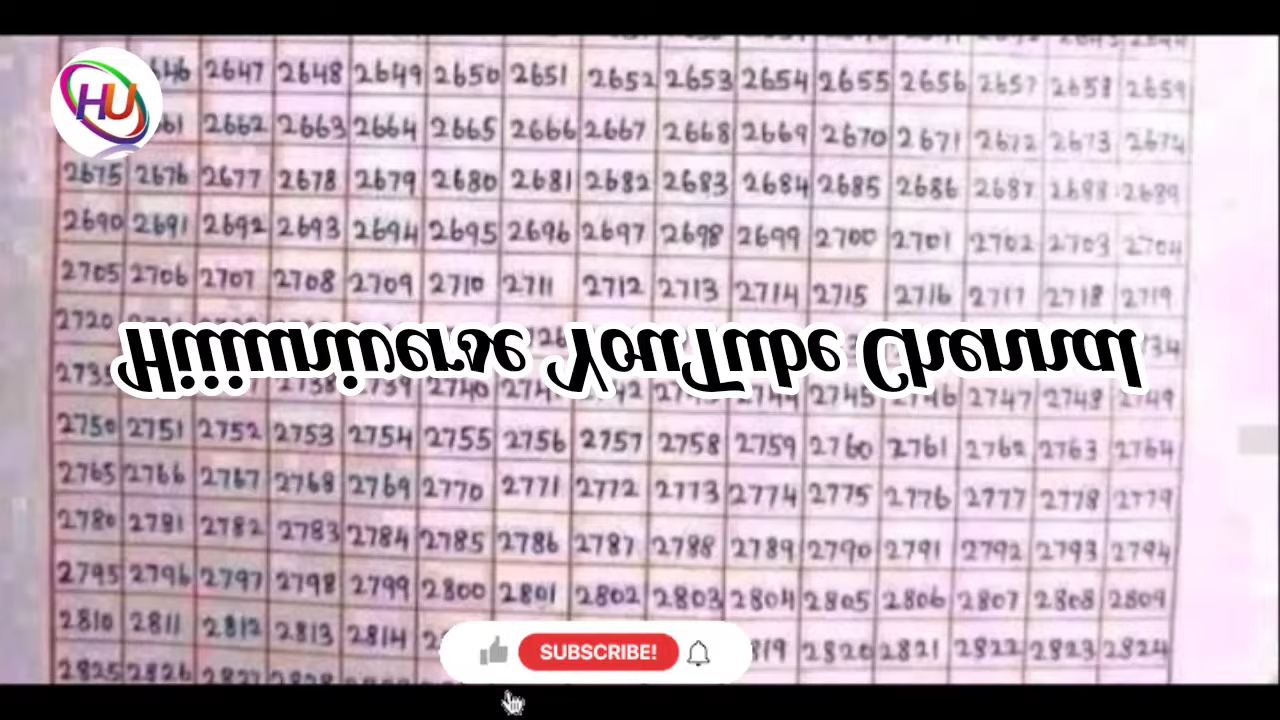 HU
2647 2648 2649 2650 2651 2652 2653 2654 2655 2656 2657 2658 2659
2662 2663 2664 2665 2666 2667 2668 2669 2670 2671 2672 2673 2674
2675 2676 2677 2678 2679 2680 2681 2682 2683 2684 2685 2686 2687 2688 2689
2690 2691 2692 2693 2694 2695 2696 2697 2698 2699 2700 2701 2702 2703 2704
2705 2706 2707 2708 2709 2710 2711 2712 2713 2714 2715 2716 2717 2718 2719
2720
Hiiiuniverse YouTube Chennal
2738 2739 2740 2745 2746 2747 2748 2749
2750 2751 2752 2753 2754 2755 2756 2757 2758 2759 2760 2761 2762 2763 2764
2765 2766 2767 2768 2769 2770 2771 2772 2773 2774 2775 2776 2777 2778 2779
2780 2781 2782 2783 2784 2785 2786 2787 2788 2789 2790 2791 2792 2793 2794
2795 2796 2797 2798 2799 2800 2801 2802 2803 2804 2805 2806 2807 2808 2809
2810 2811 2812 2813 2814 2820 2821 2822 2823 2824
SUBSCRIBE!
2825 2826